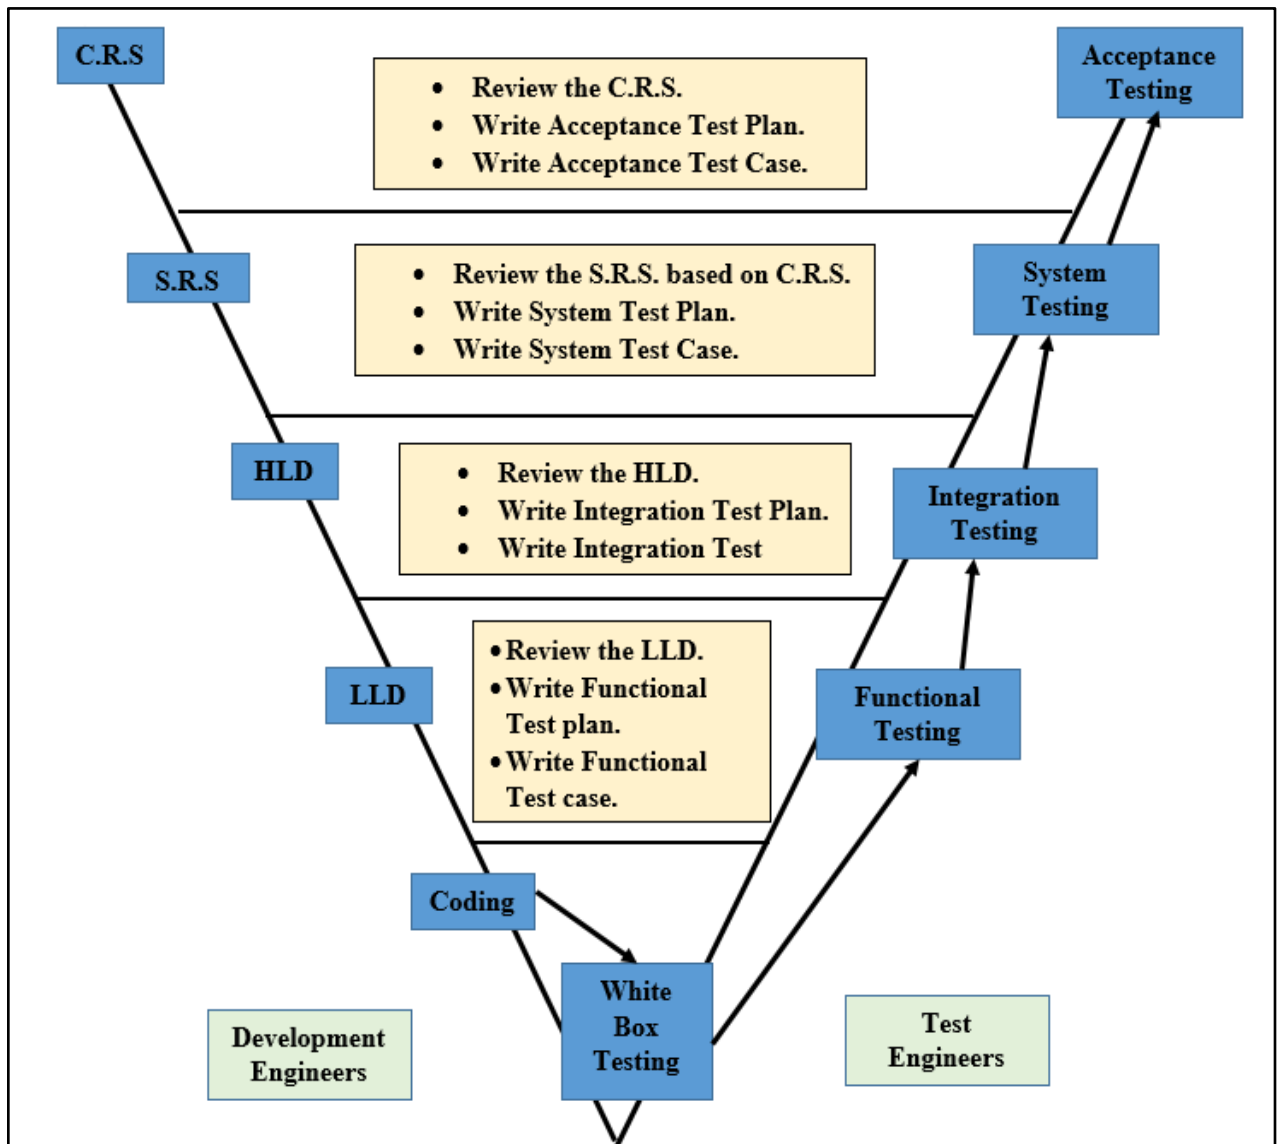 C.R.S
Acceptance
Testing
• Review the C.R.S.
• Write Acceptance Test Plan.
• Write Acceptance Test Case.
S.R.S
System
Testing
• Review the S.R.S. based on C.R.S.
• Write System Test Plan.
• Write System Test Case.
HLD
Integration
Testing
• Review the HLD.
• Write Integration Test Plan.
• Write Integration Test
LLD
Functional
Testing
• Review the LLD.
• Write Functional
Test plan.
• Write Functional
Test case.
Coding
White
Box
Testing
Development
Engineers
Test
Engineers